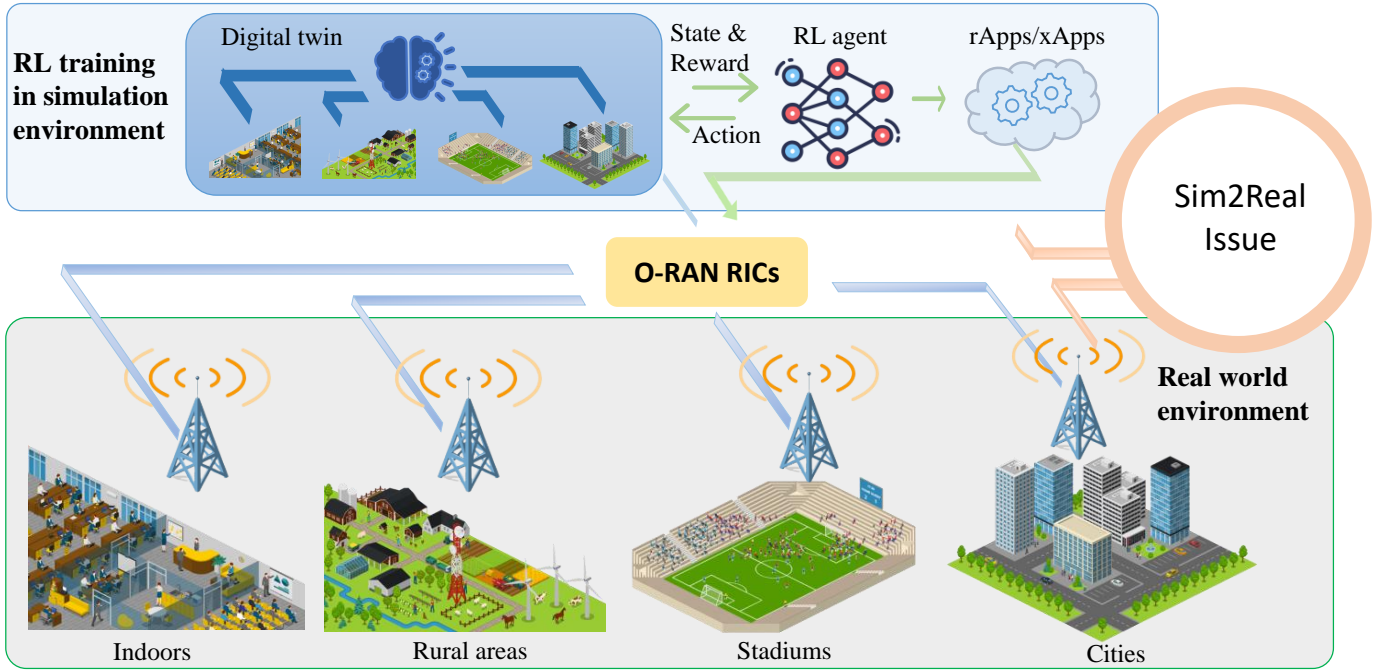 RL training
in simulation
environment
Digital twin
State &
Reward
Action
RL agent
rApps/xApps
Sim2Real
Issue
O-RAN RICs
Real world
environment
Indoors
Rural areas
Stadiums
Cities